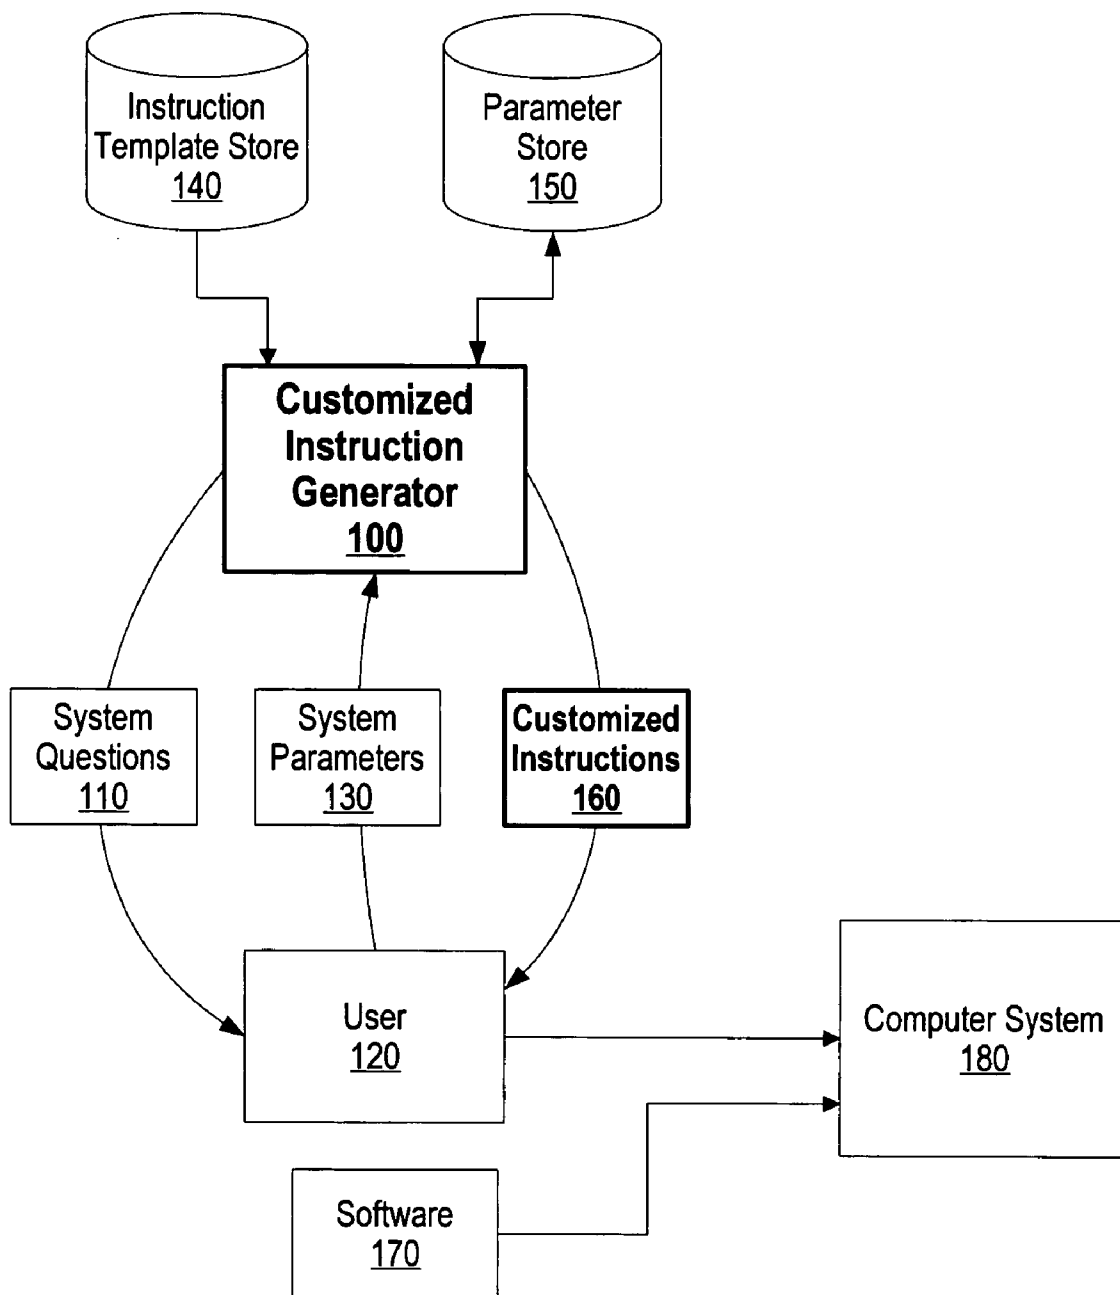 Instruction
Template Store
140
Parameter
Store
150
Customized
Instruction
Generator
100
System
Questions
110
System
Parameters
130
Customized
Instructions
160
User
120
Computer System
180
Software
170